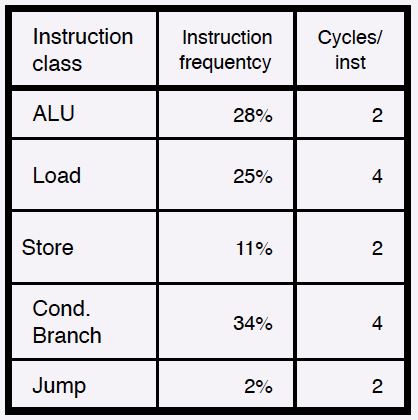 Instruction class Instruction frequentcy Cycles/ inst
ALU 28% 2
Load 25% 4
Store 11% 2
Cond. Branch 34% 4
Jump 2% 2